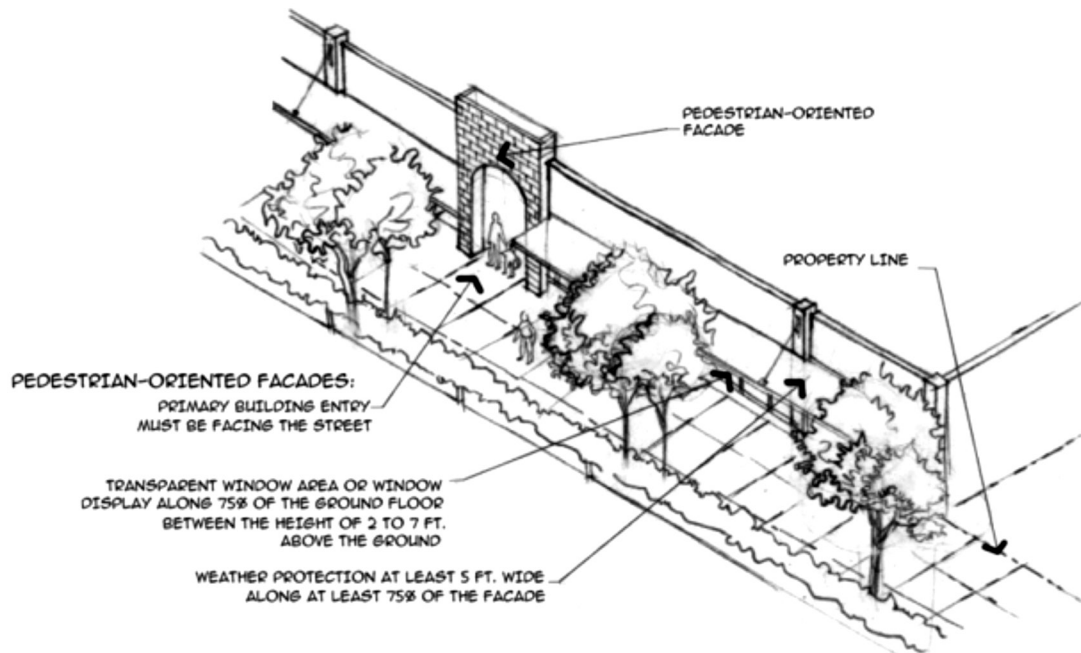 PEDESTRIAN-ORIENTED
FACADE
PROPERTY LINE
PEDESTRIAN-ORIENTED FACADES:
PRIMARY BUILDING ENTRY
MUST BE FACING THE STREET
TRANSPARENT WINDOW AREA OR WINDOW
DISPLAY ALONG 75% OF THE GROUND FLOOR
BETWEEN THE HEIGHT OF 2 TO 7 FT.
ABOVE THE GROUND
WEATHER PROTECTION AT LEAST 5 FT. WIDE
ALONG AT LEAST 75% OF THE FACADE